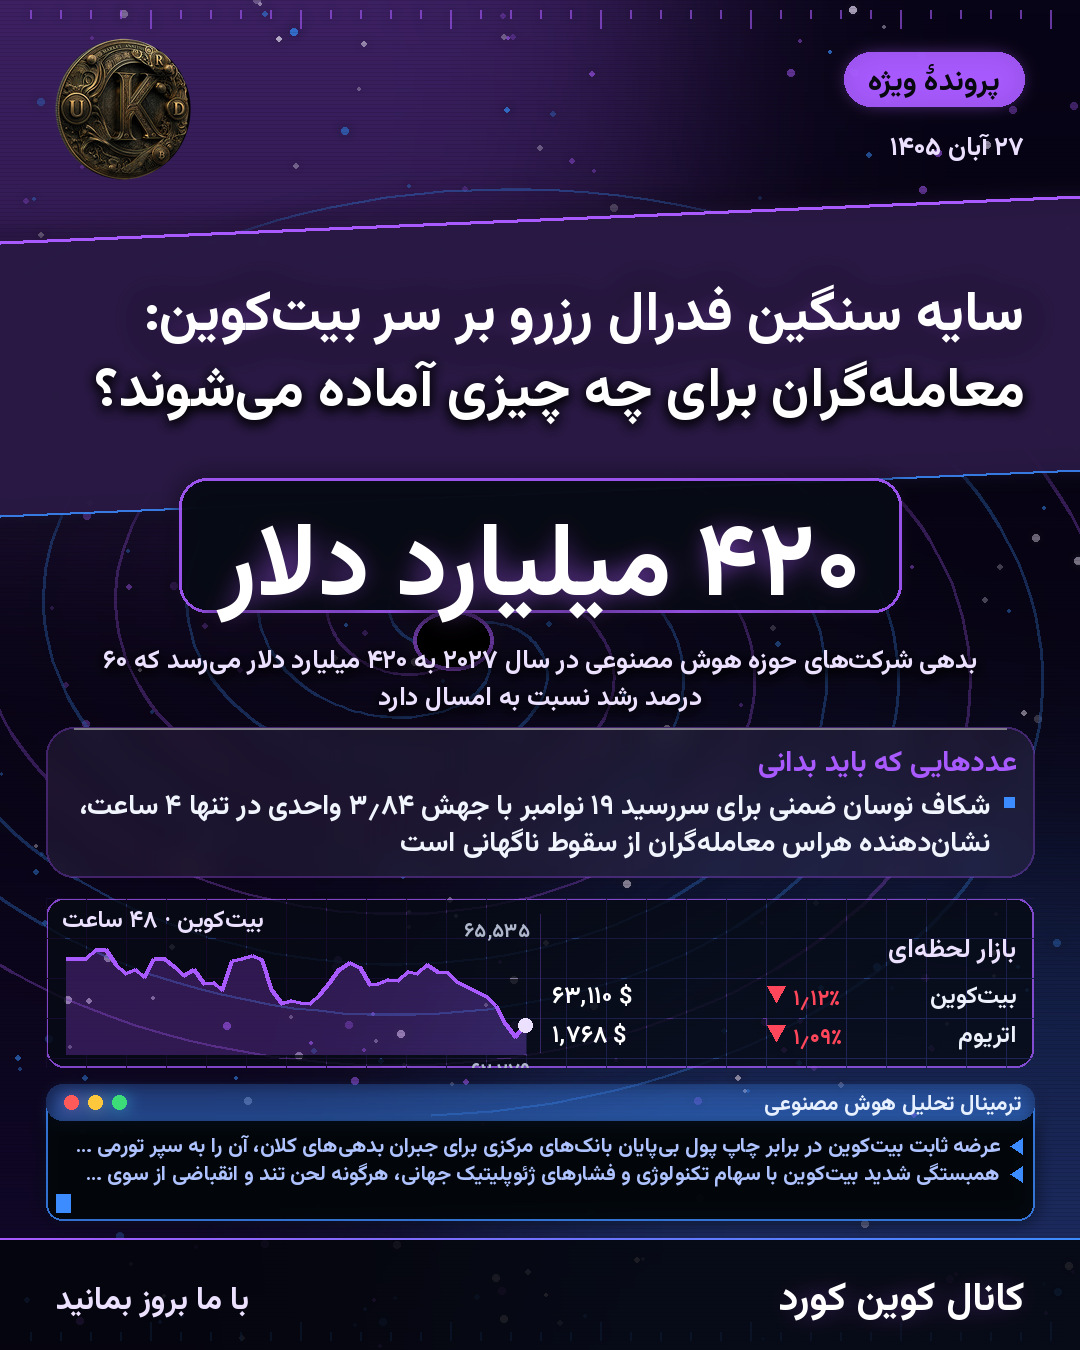 پروندهٔ ویژه
۲۷ آبان ۱۴۰۵
K
U
R
D
B
سایه سنگین فدرال رزرو بر سر بیت‌کوین:
معامله‌گران برای چه چیزی آماده می‌شوند؟
۴۲۰ میلیارد دلار
بدهی شرکت‌های حوزه هوش مصنوعی در سال ۲۰۲۷ به ۴۲۰ میلیارد دلار می‌رسد که ۶۰
درصد رشد نسبت به امسال دارد
عددهایی که باید بدانی
شکاف نوسان ضمنی برای سررسید ۱۹ نوامبر با جهش ۳٫۸۴ واحدی در تنها ۴ ساعت،
نشان‌دهنده هراس معامله‌گران از سقوط ناگهانی است
بازار لحظه‌ای
بیت‌کوین ۱٫۱۲٪ ۶۳,۱۱۰ $
اتریوم ۱٫۰۹٪ ۱,۷۶۸ $
بیت‌کوین · ۴۸ ساعت
۶۵,۵۳۵
ترمینال تحلیل هوش مصنوعی
عرضه ثابت بیت‌کوین در برابر چاپ پول بی‌پایان بانک‌های مرکزی برای جبران بدهی‌های کلان، آن را به سپر تورمی ...
همبستگی شدید بیت‌کوین با سهام تکنولوژی و فشارهای ژئوپلیتیک جهانی، هرگونه لحن تند و انقباضی از سوی ...
کانال کوین کورد
با ما بروز بمانید